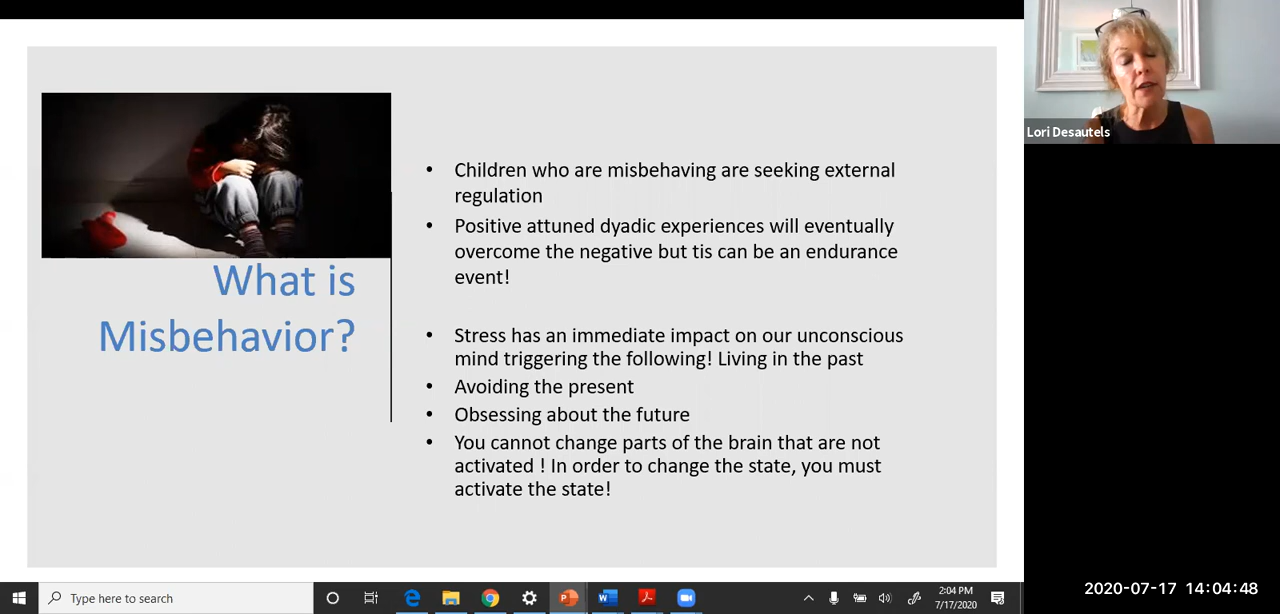 What is
Misbehavior?
• Children who are misbehaving are seeking external
regulation
• Positive attuned dyadic experiences will eventually
overcome the negative but tis can be an endurance
event!
• Stress has an immediate impact on our unconscious
mind triggering the following! Living in the past
• Avoiding the present
• Obsessing about the future
• You cannot change parts of the brain that are not
activated ! In order to change the state, you must
activate the state!
Lori Desautels
Type here to search
2:04 PM
7/17/2020
2020-07-17 14:04:48